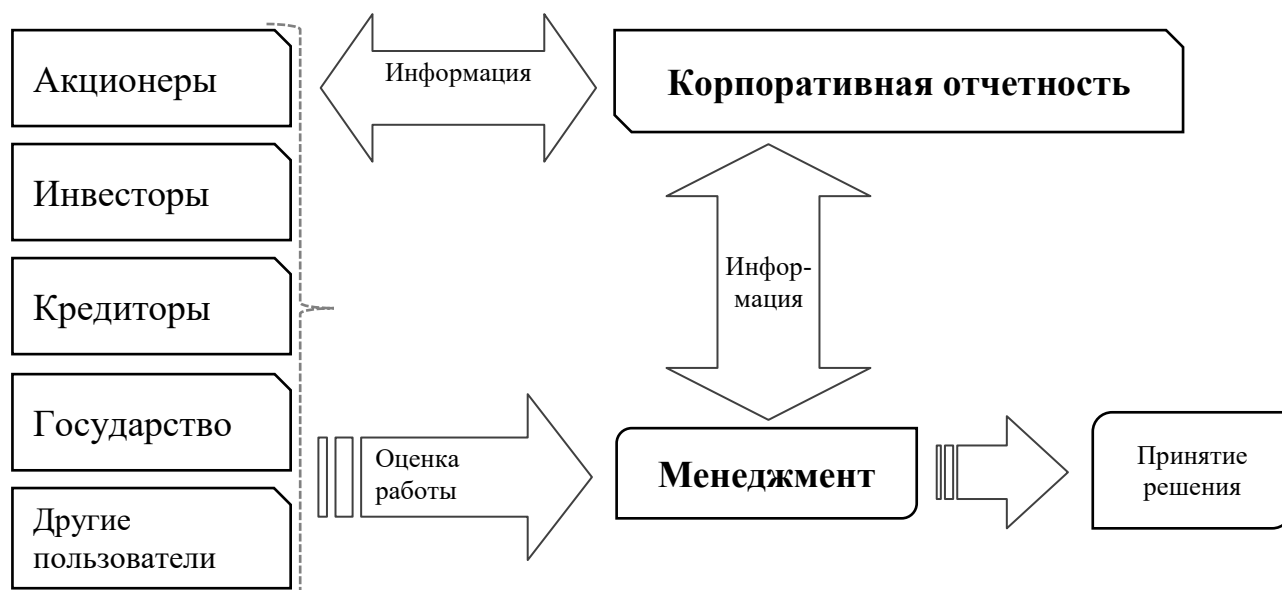 Акционеры
Инвесторы
Кредиторы
Государство
Другие
пользователи
Информация
Корпоративная отчетность
Инфор-
мация
Оценка
работы
Менеджмент
Принятие
решения